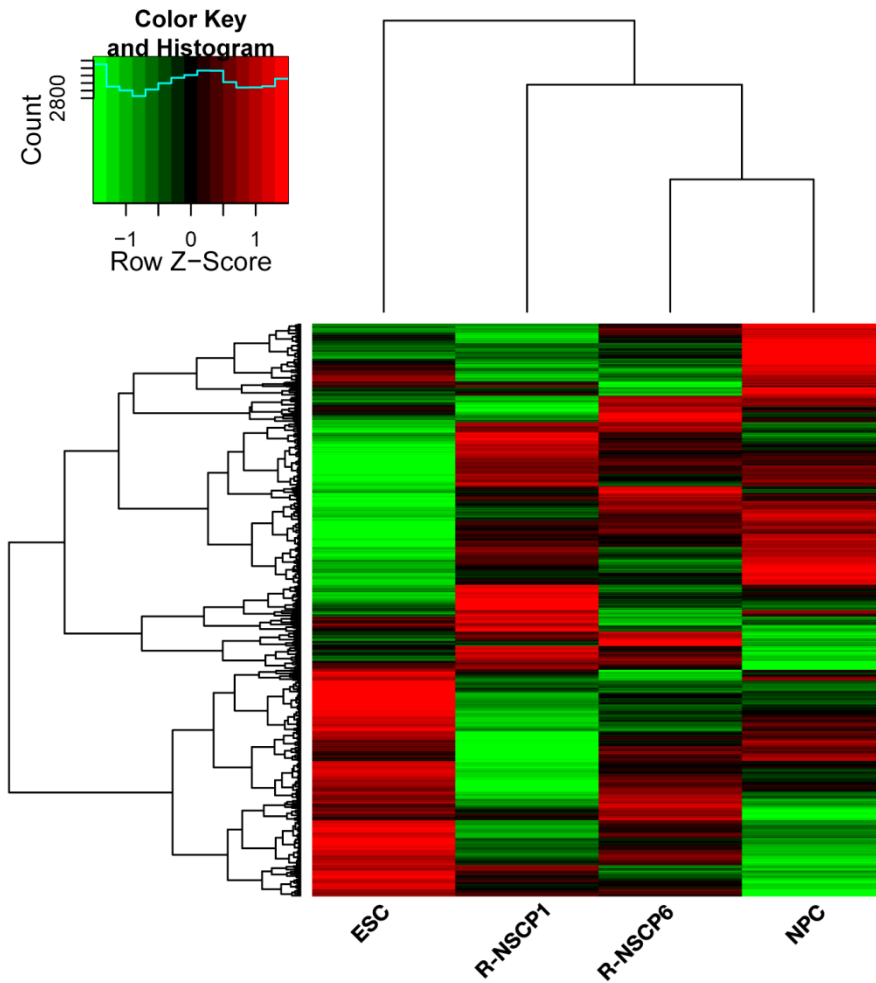 Color Key
and Histogram
Count
2800
−1 0 1
Row Z−Score
ESC
R-NSCP1
R-NSCP6
NPC